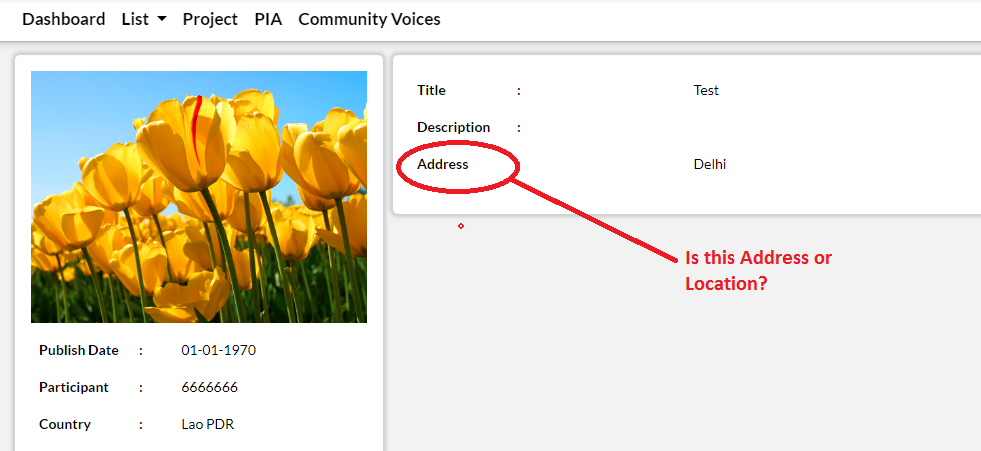 Dashboard List Project PIA Community Voices
Title : Test
Description :
Address Delhi
Is this Address or
Location?
Publish Date : 01-01-1970
Participant : 6666666
Country : Lao PDR